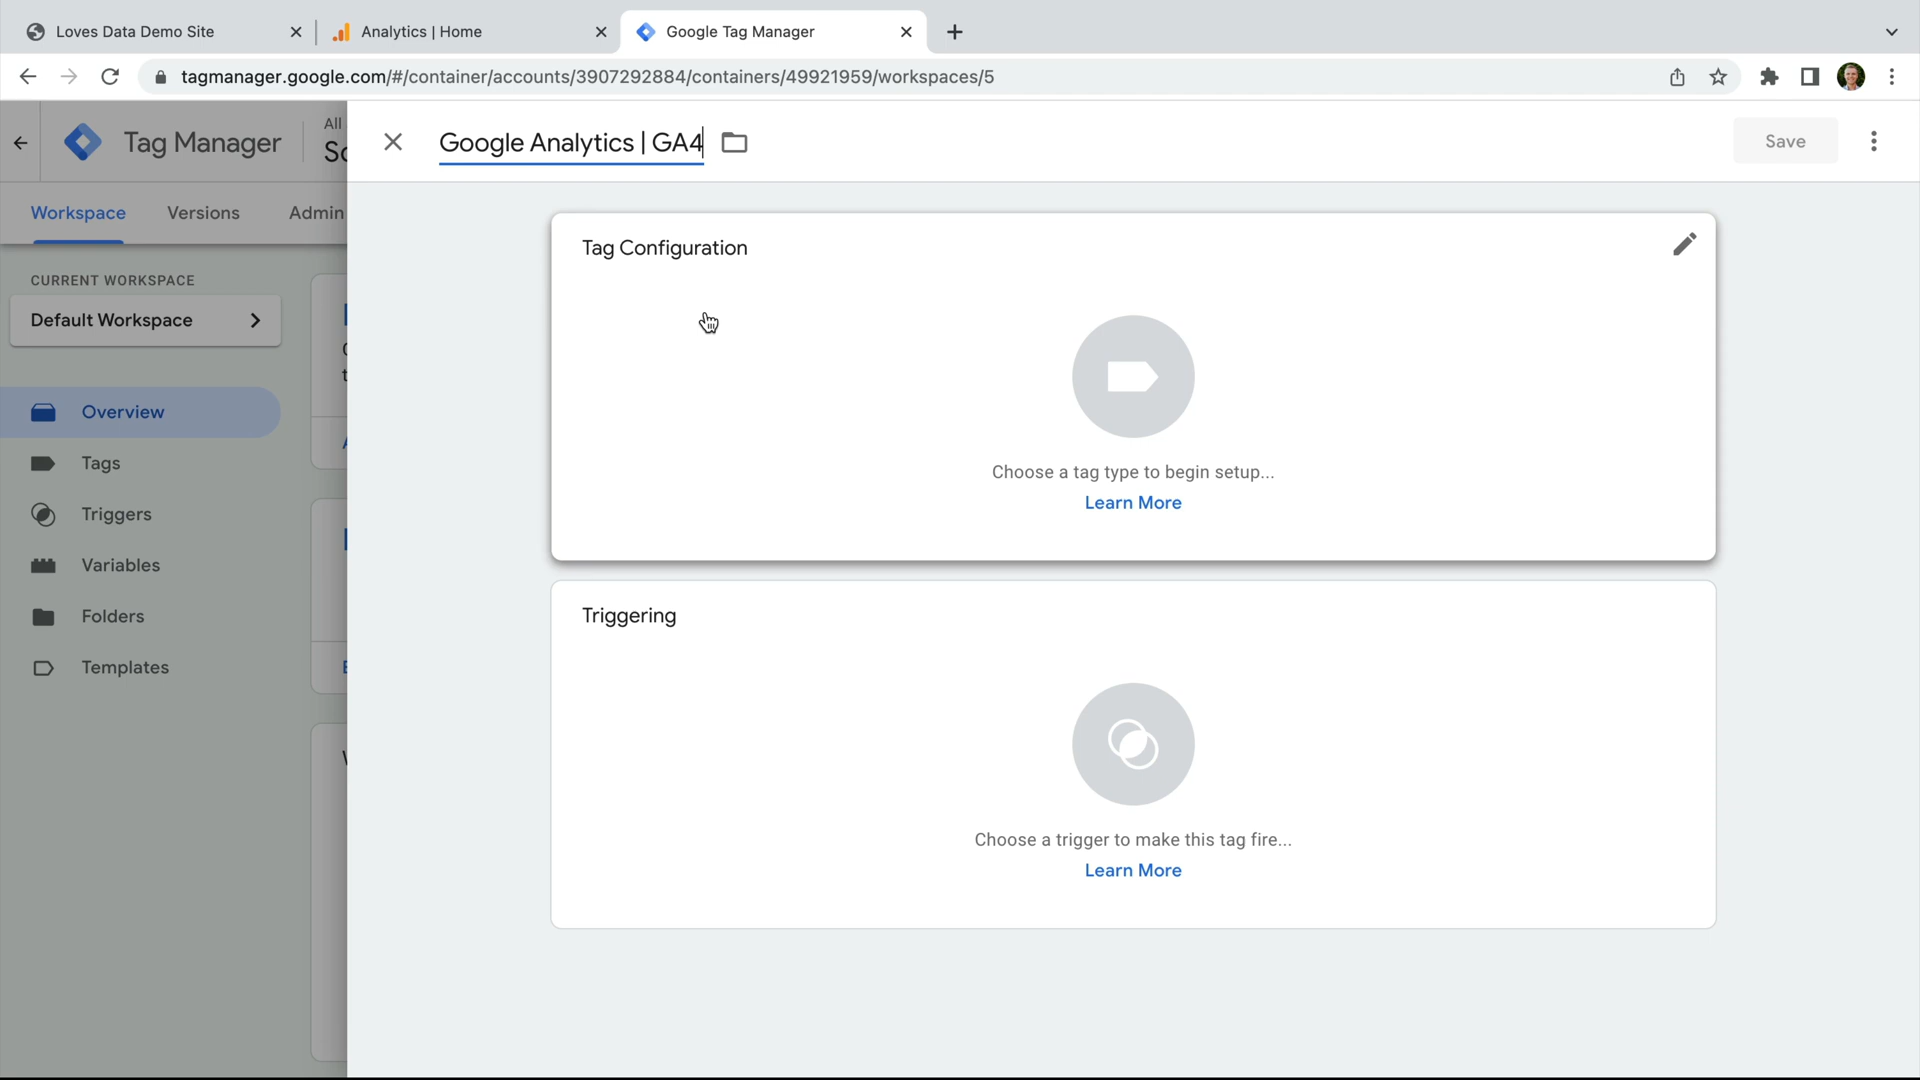 Loves Data Demo Site
Analytics | Home
Google Tag Manager
tagmanager.google.com/#/container/accounts/3907292884/containers/49921959/workspaces/5
Tag Manager
All
Google Analytics | GA4
Save
Workspace
Versions
Admin
CURRENT WORKSPACE
Default Workspace
Overview
Tags
Triggers
Variables
Folders
Templates
Tag Configuration
Choose a tag type to begin setup...
Learn More
Triggering
Choose a trigger to make this tag fire...
Learn More